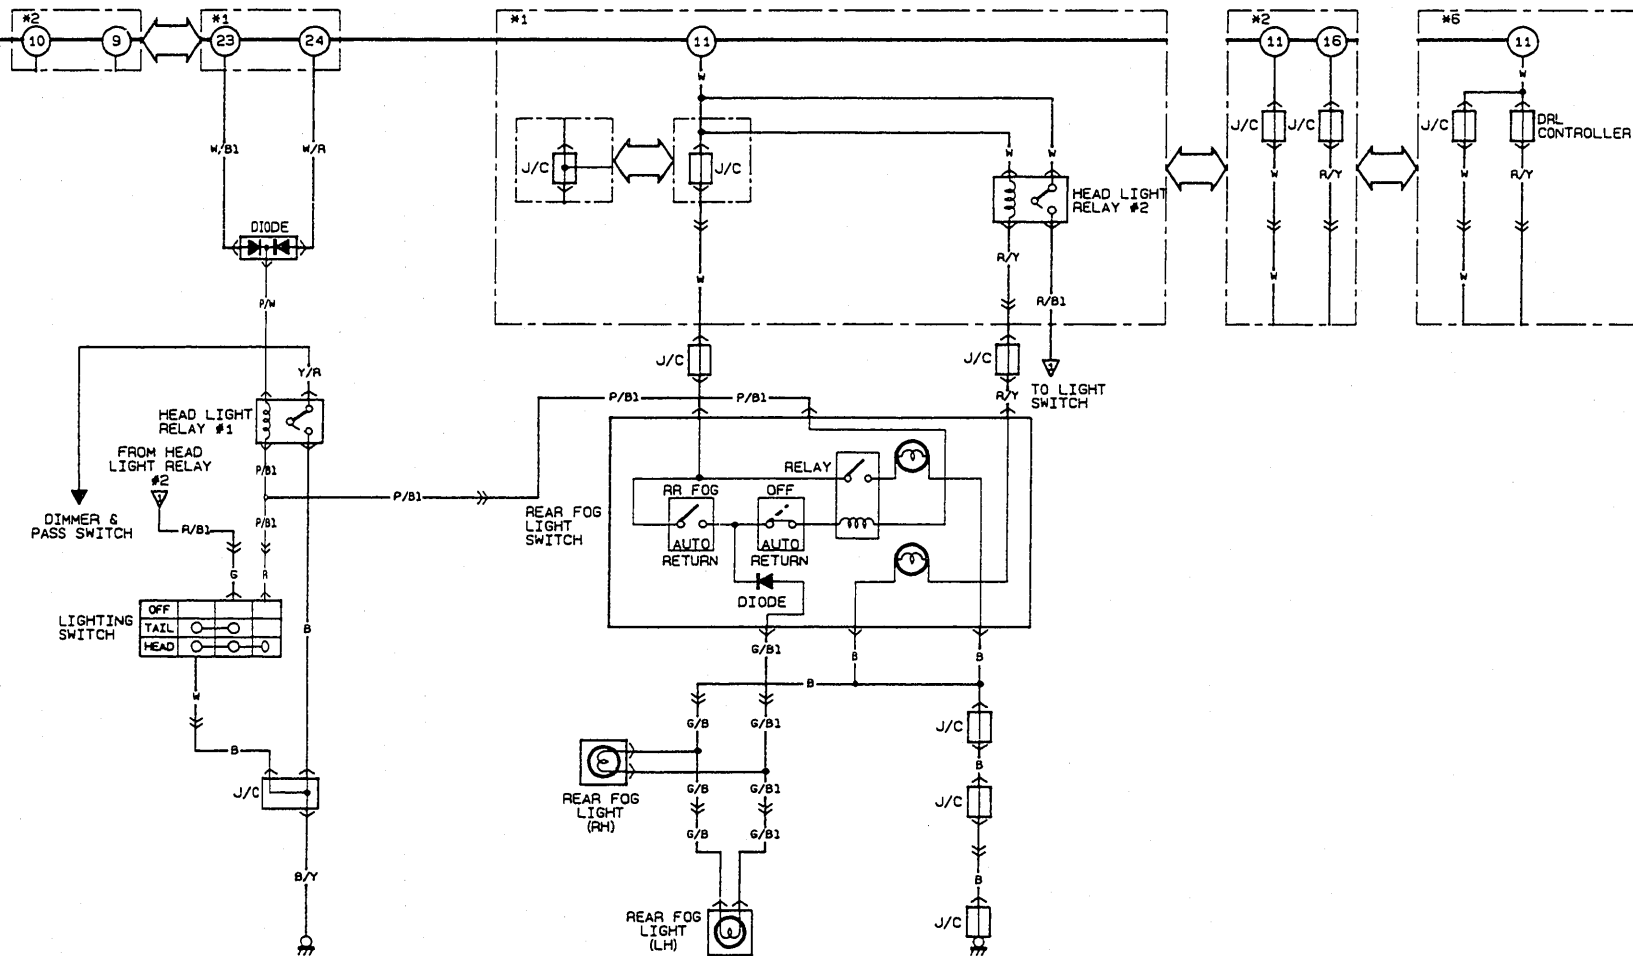 *2
*1
*1
*2
*6
10
9
23
24
11
11
16
11
W
W
J/C
J/C
J/C
DRL
CONTROLLER
W/Bl
W/R
J/C
J/C
W
W
W
R/Y
W
R/Y
HEAD LIGHT
RELAY #2
DIODE
R/Y
W
W
W
P/W
R/Bl
J/C
J/C
Y/R
TO LIGHT
SWITCH
1
P/Bl
P/Bl
R/Y
HEAD LIGHT
RELAY #1
FROM HEAD
LIGHT RELAY
#2
1
P/Bl
RELAY
P/Bl
RR FOG
OFF
REAR FOG
LIGHT
SWITCH
DIMMER &
PASS SWITCH
R/Bl
P/Bl
AUTO
RETURN
AUTO
RETURN
G
R
DIODE
LIGHTING
SWITCH
OFF
TAIL
HEAD
B
G/Bl
B
B
W
B
G/B
G/Bl
J/C
B
B
J/C
G/B
G/Bl
J/C
REAR FOG
LIGHT
(RH)
G/B
G/Bl
B/Y
B
REAR FOG
LIGHT
(LH)
J/C